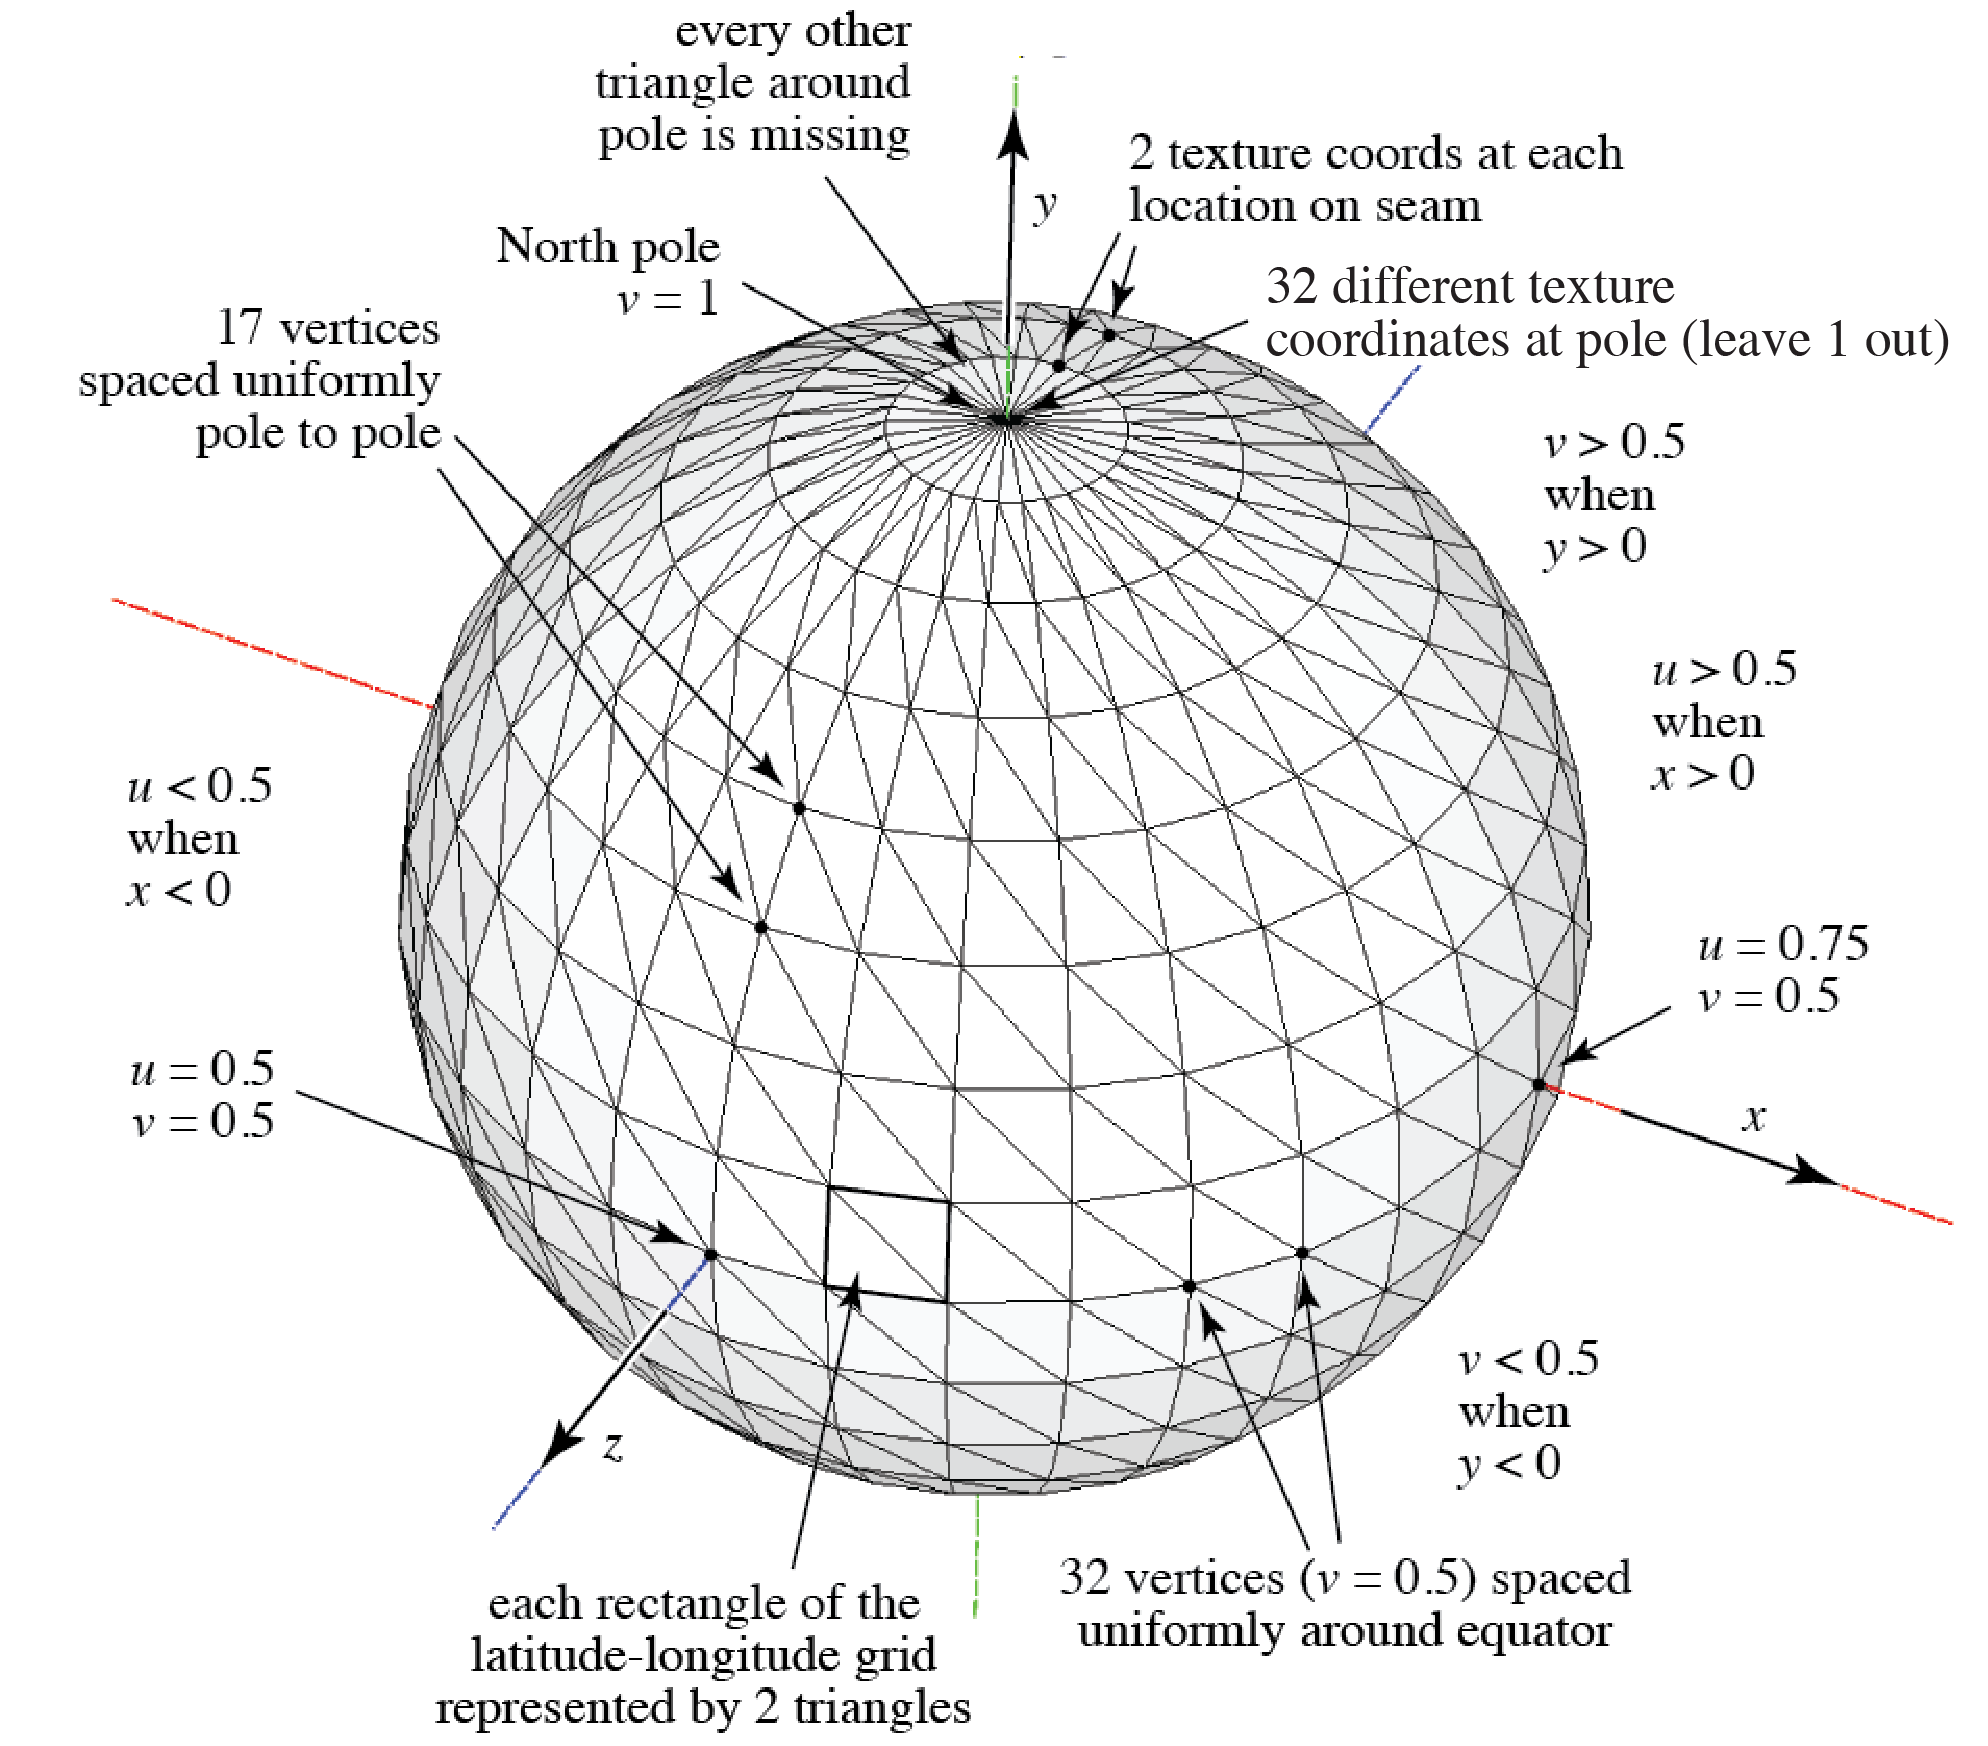 every other
triangle around
pole is missing
2 texture coords at each
location on seam
y
North pole
v = 1
32 different texture
coordinates at pole (leave 1 out)
17 vertices
spaced uniformly
pole to pole
v > 0.5
when
y > 0
u > 0.5
when
x > 0
u < 0.5
when
x < 0
u = 0.75
v = 0.5
u = 0.5
v = 0.5
x
z
v < 0.5
when
y < 0
each rectangle of the
latitude-longitude grid
represented by 2 triangles
32 vertices (v = 0.5) spaced
uniformly around equator